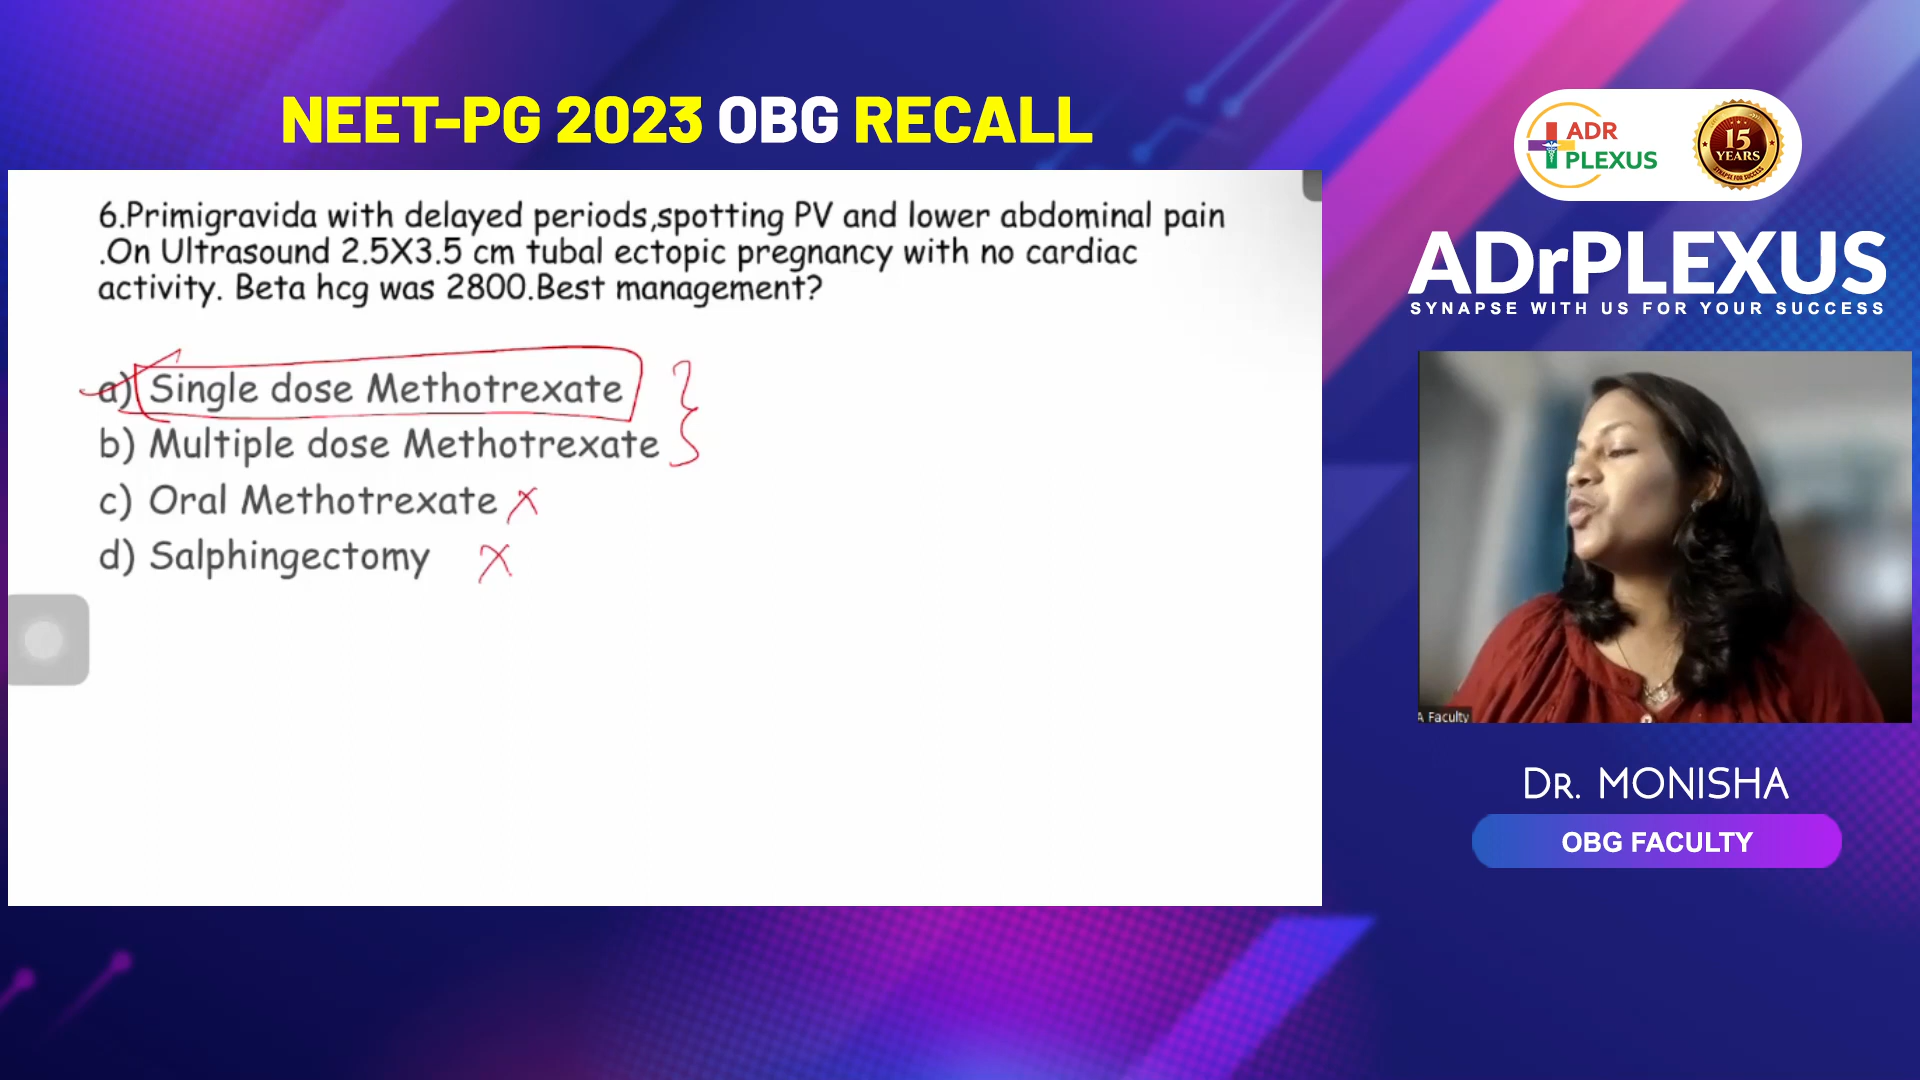 NEET-PG 2023 OBG RECALL
ADR
PLEXUS
15
YEARS
SYNAPSE FOR SUCCESS
ADrPLEXUS
SYNAPSE WITH US FOR YOUR SUCCESS
6.Primigravida with delayed periods,spotting PV and lower abdominal pain
.On Ultrasound 2.5X3.5 cm tubal ectopic pregnancy with no cardiac
activity. Beta hcg was 2800.Best management?
a) Single dose Methotrexate
b) Multiple dose Methotrexate
c) Oral Methotrexate
d) Salphingectomy
A Faculty
DR. MONISHA
OBG FACULTY